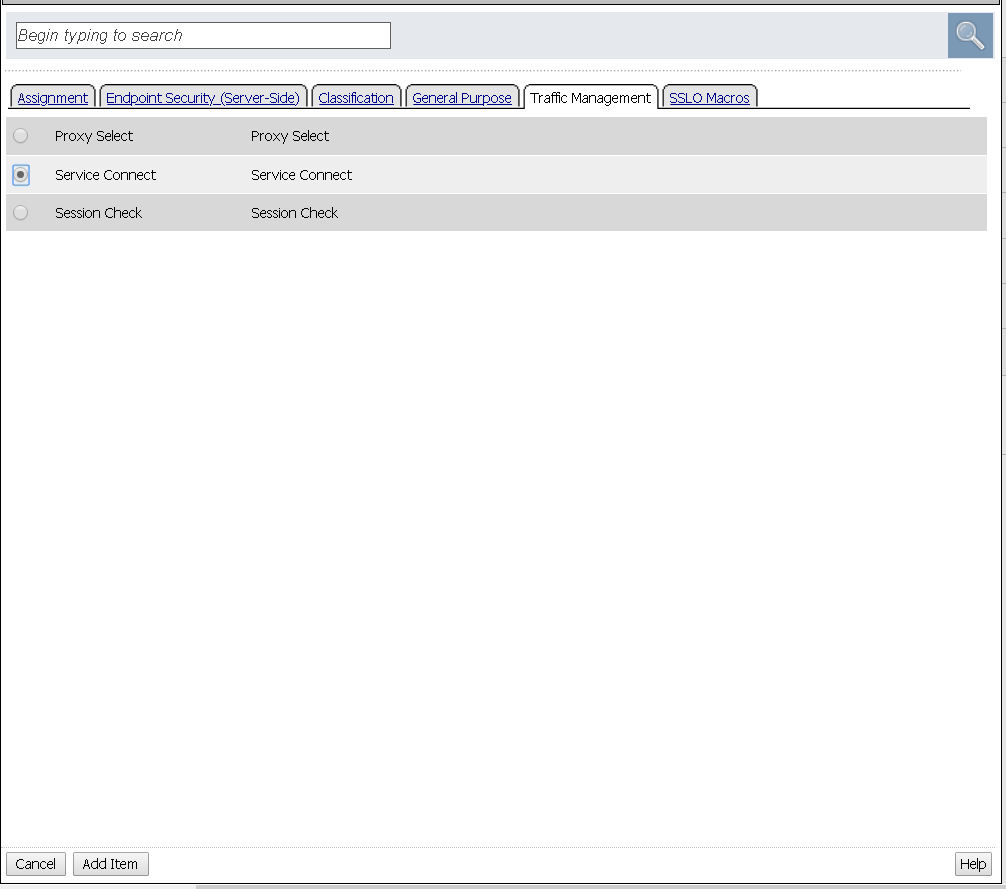 Begin typing to search
Assignment Endpoint Security (Server-Side) Classification General Purpose Traffic Management SSLO Macros
Proxy Select Proxy Select
Service Connect Service Connect
Session Check Session Check
Cancel Add Item Help